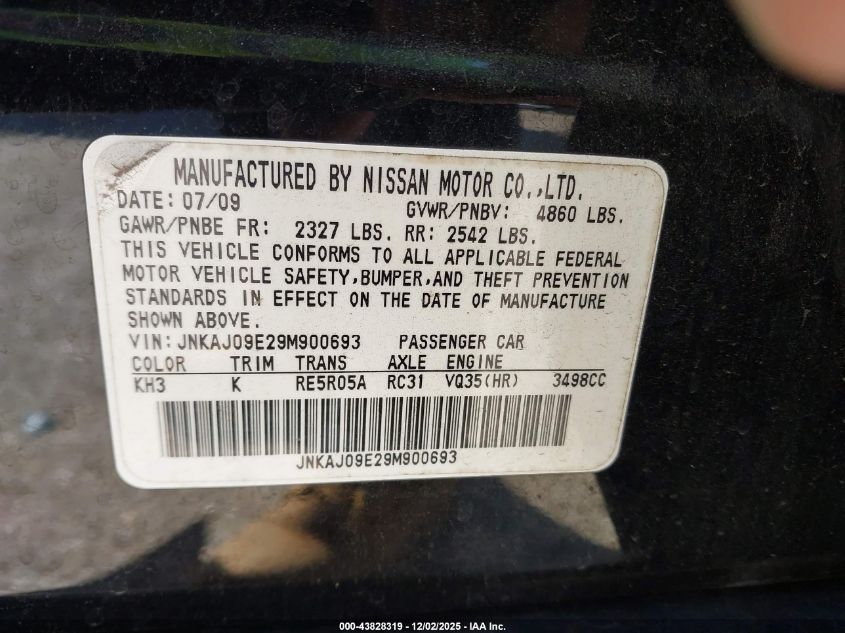 MANUFACTURED BY NISSAN MOTOR CO.,LTD.
DATE: 07/09 GVWR/PNBV: 4860 LBS.
GAWR/PNBE FR: 2327 LBS. RR: 2542 LBS.
THIS VEHICLE CONFORMS TO ALL APPLICABLE FEDERAL
MOTOR VEHICLE SAFETY,BUMPER,AND THEFT PREVENTION
STANDARDS IN EFFECT ON THE DATE OF MANUFACTURE
SHOWN ABOVE.
VIN:JNKAJ09E29M900693 PASSENGER CAR
COLOR TRIM TRANS AXLE ENGINE
KH3 K RE5R05A RC31 VQ35(HR) 3498CC
JNKAJ09E29M900693
000-43828319 - 12/02/2025 - IAA Inc.